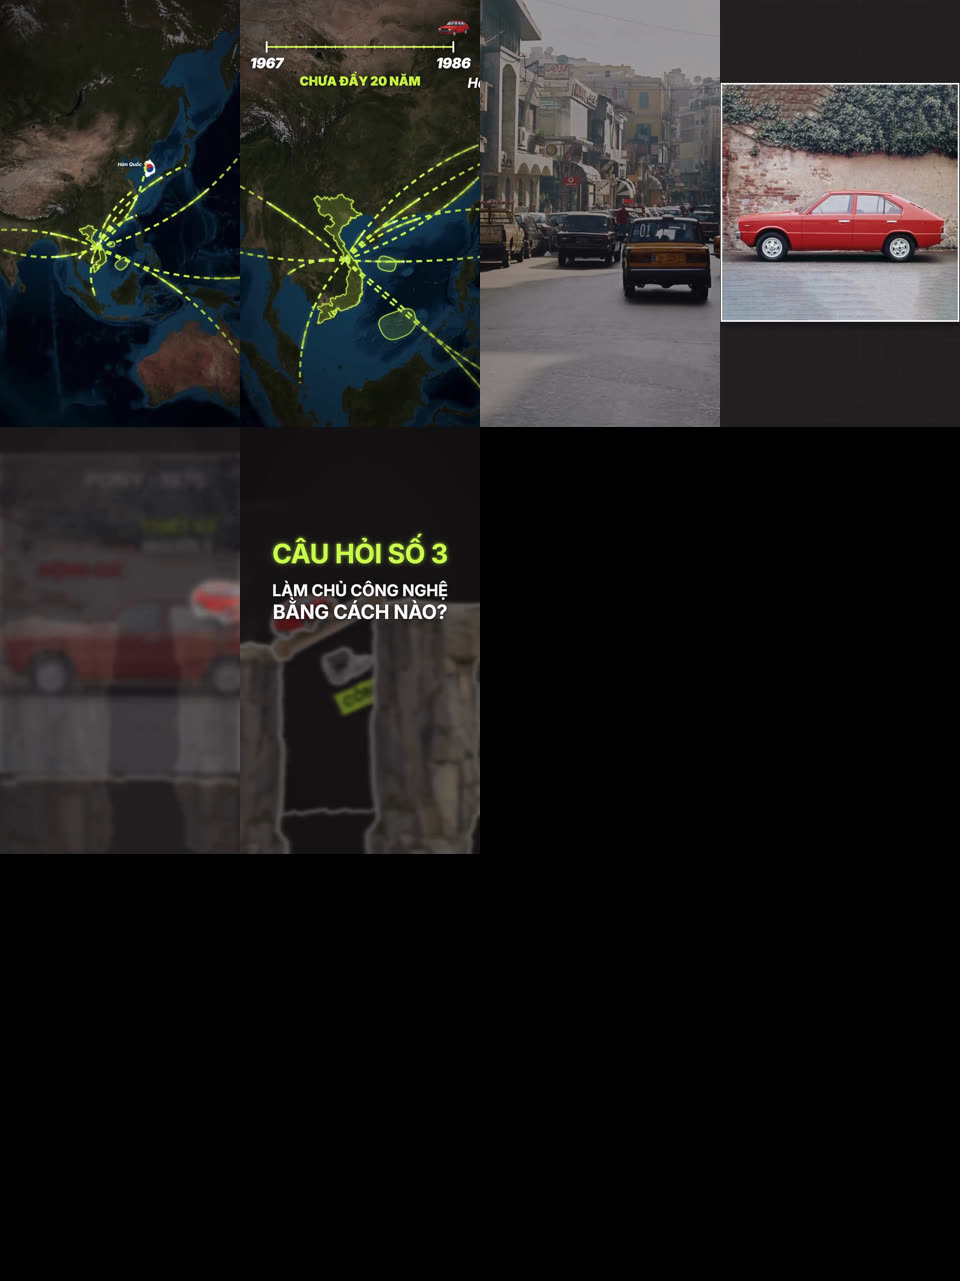 Hàn Quốc
1967
1986
CHƯA ĐẦY 20 NĂM
01
CÂU HỎI SỐ 3
LÀM CHỦ CÔNG NGHỆ
BẰNG CÁCH NÀO?